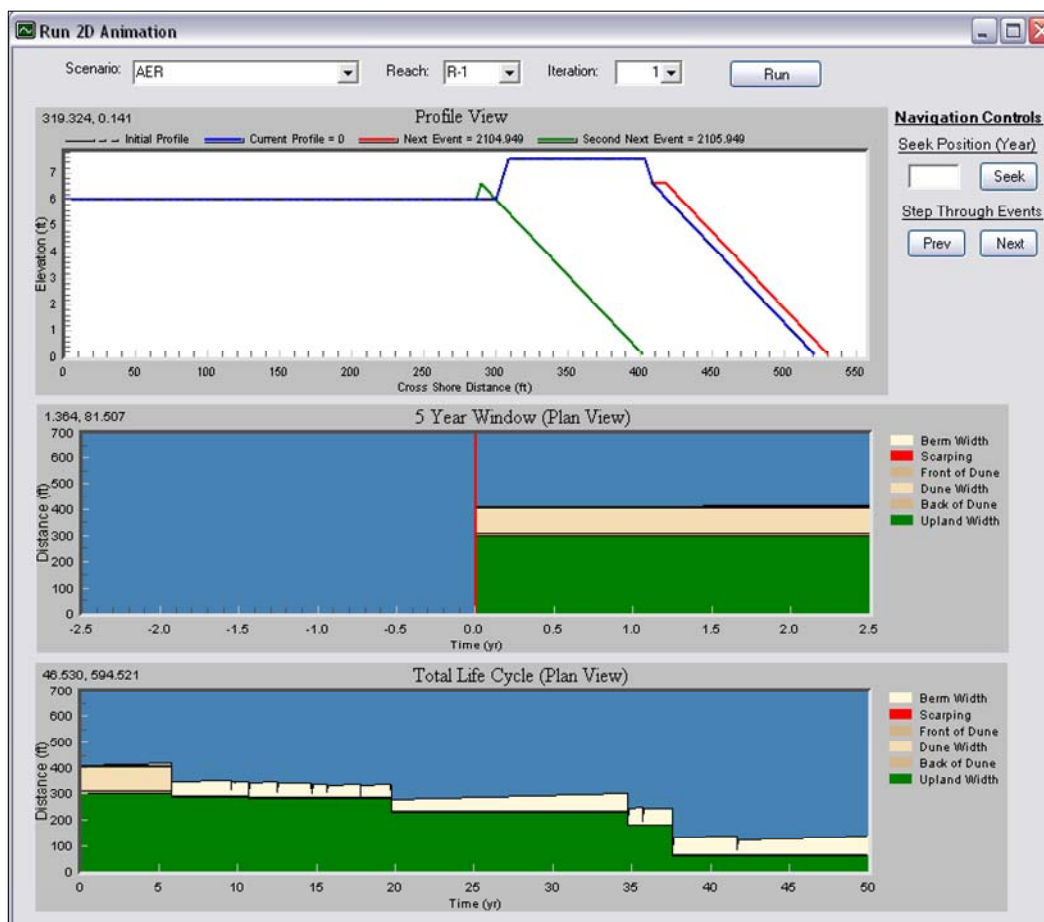 Run 2D Animation
Scenario: AER Reach: R-1 Iteration: 1 Run
319.324, 0.141 Profile View
Initial Profile Current Profile = 0 Next Event = 2104.949 Second Next Event = 2105.949
7
6
5
4
3
2
1
0
Elevation (ft)
0 50 100 150 200 250 300 350 400 450 500 550
Cross Shore Distance (ft)
Navigation Controls
Seek Position (Year)
Seek
Step Through Events
Prev Next
1.364, 81.507 5 Year Window (Plan View)
700
600
500
400
300
200
100
0
Distance (ft)
-2.5 -2.0 -1.5 -1.0 -0.5 0.0 0.5 1.0 1.5 2.0 2.5
Time (yr)
Berm Width
Scarping
Front of Dune
Dune Width
Back of Dune
Upland Width
46.530, 594.521 Total Life Cycle (Plan View)
700
600
500
400
300
200
100
0
Distance (ft)
0 5 10 15 20 25 30 35 40 45 50
Time (yr)
Berm Width
Scarping
Front of Dune
Dune Width
Back of Dune
Upland Width